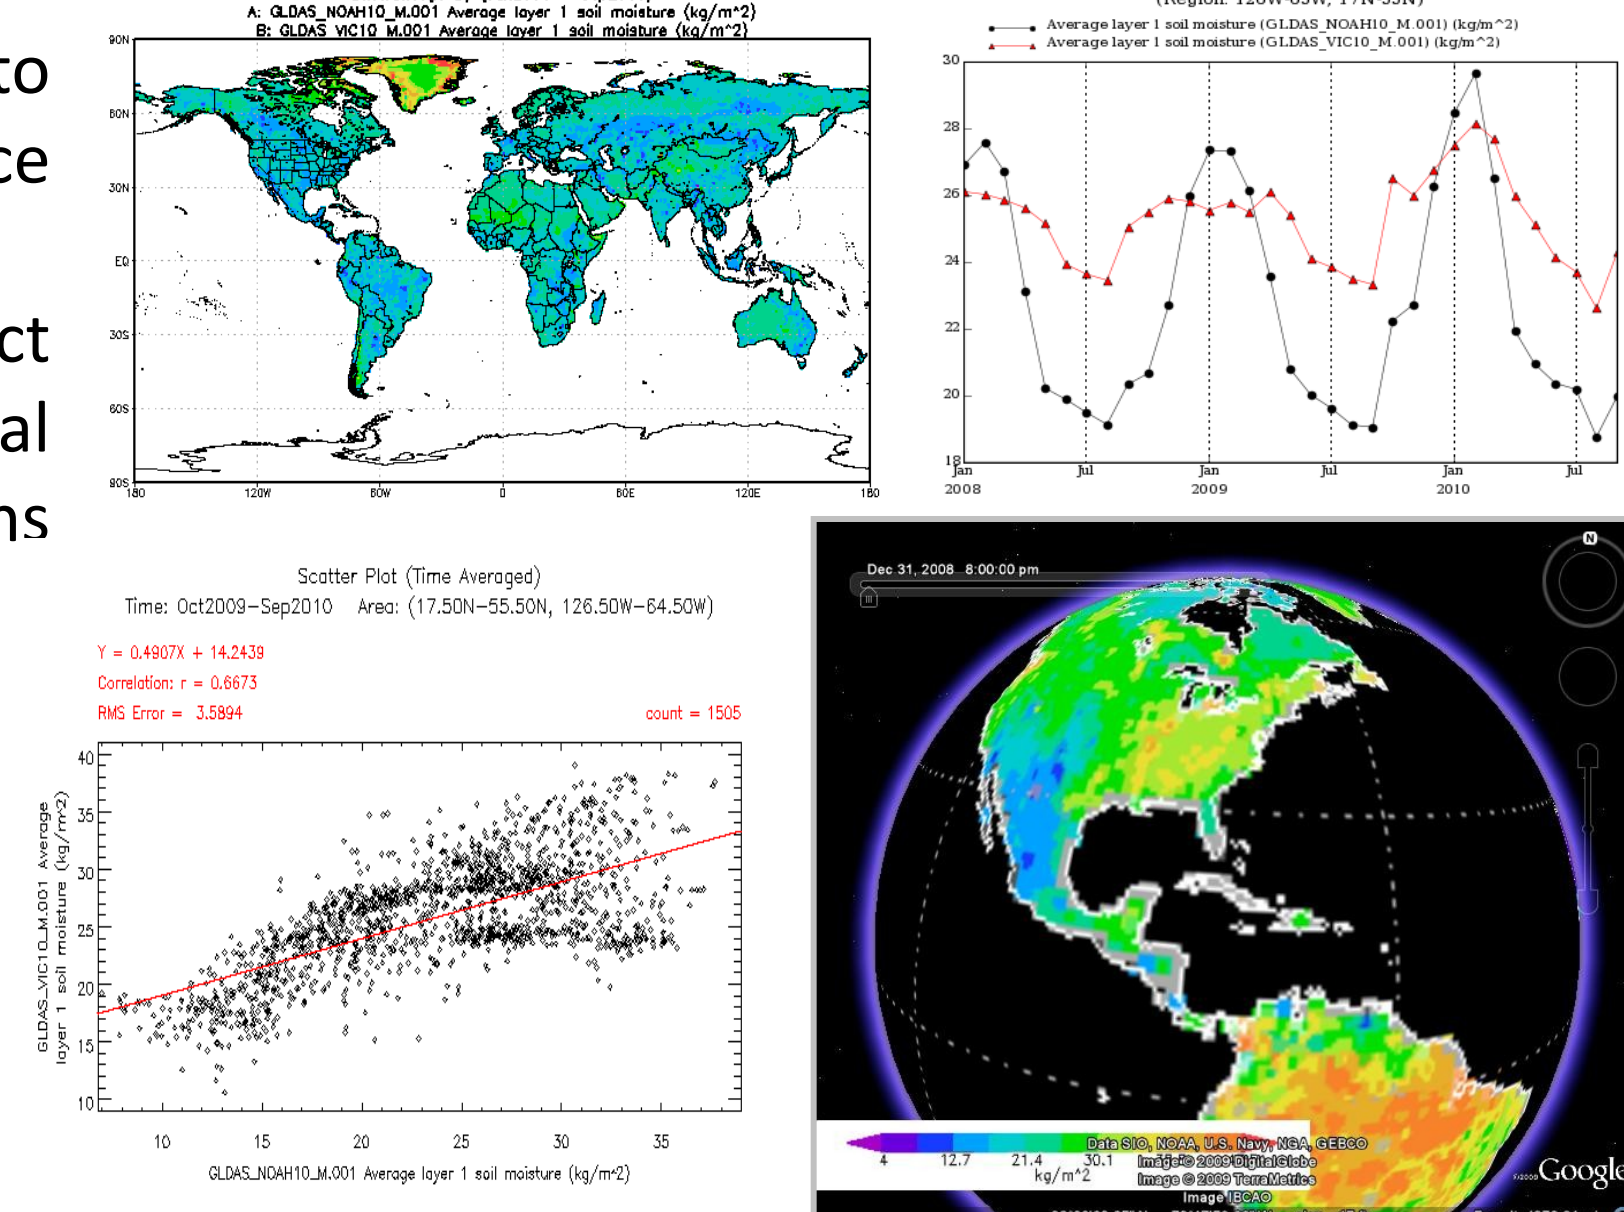 to
ce
ct
al
ns
A: GLDAS_NOAH10_M.001 Average layer 1 soil moisture (kg/m^2)
B: GLDAS_VIC10_M.001 Average layer 1 soil moisture (kg/m^2)
90N
60N
30N
EQ
30S
60S
90S
180 120W 60W 0 60E 120E 180
(Region: 126W-65W, 17N-55N)
Average layer 1 soil moisture (GLDAS_NOAH10_M.001) (kg/m^2)
Average layer 1 soil moisture (GLDAS_VIC10_M.001) (kg/m^2)
30
28
26
24
22
20
18
Jan Jul Jan Jul Jan Jul
2008 2009 2010
Scatter Plot (Time Averaged)
Time: Oct2009-Sep2010 Area: (17.50N-55.50N, 126.50W-64.50W)
Y = 0.4907X + 14.2439
Correlation: r = 0.6673
RMS Error = 3.5894
count = 1505
GLDAS_VIC10_M.001 Average
layer 1 soil moisture (kg/m^2)
40
35
30
25
20
15
10
10 15 20 25 30 35
GLDAS_NOAH10_M.001 Average layer 1 soil moisture (kg/m^2)
Dec 31, 2008 8:00:00 pm
N
4 12.7 21.4 30.1
kg/m^2
Data SIO, NOAA, U.S. Navy, NGA, GEBCO
Image © 2009 DigitalGlobe
Image © 2009 TerraMetrics
Image IBCAO
©2009 Google